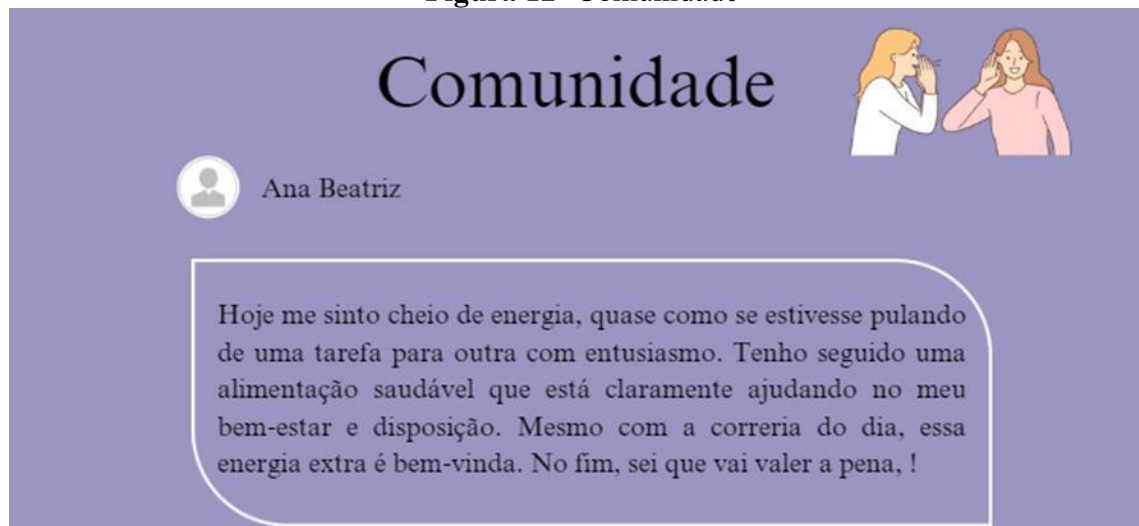 Comunidade
Ana Beatriz
Hoje me sinto cheio de energia, quase como se estivesse pulando
de uma tarefa para outra com entusiasmo. Tenho seguido uma
alimentação saudável que está claramente ajudando no meu
bem-estar e disposição. Mesmo com a correria do dia, essa
energia extra é bem-vinda. No fim, sei que vai valer a pena, !